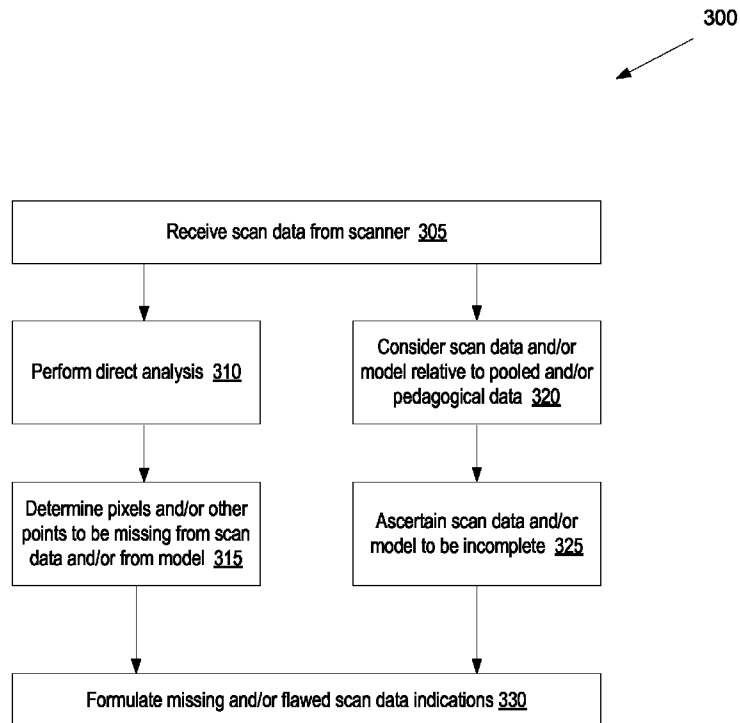 300
Receive scan data from scanner 305
Perform direct analysis 310
Consider scan data and/or
model relative to pooled and/or
pedagogical data 320
Determine pixels and/or other
points to be missing from scan
data and/or from model 315
Ascertain scan data and/or
model to be incomplete 325
Formulate missing and/or flawed scan data indications 330